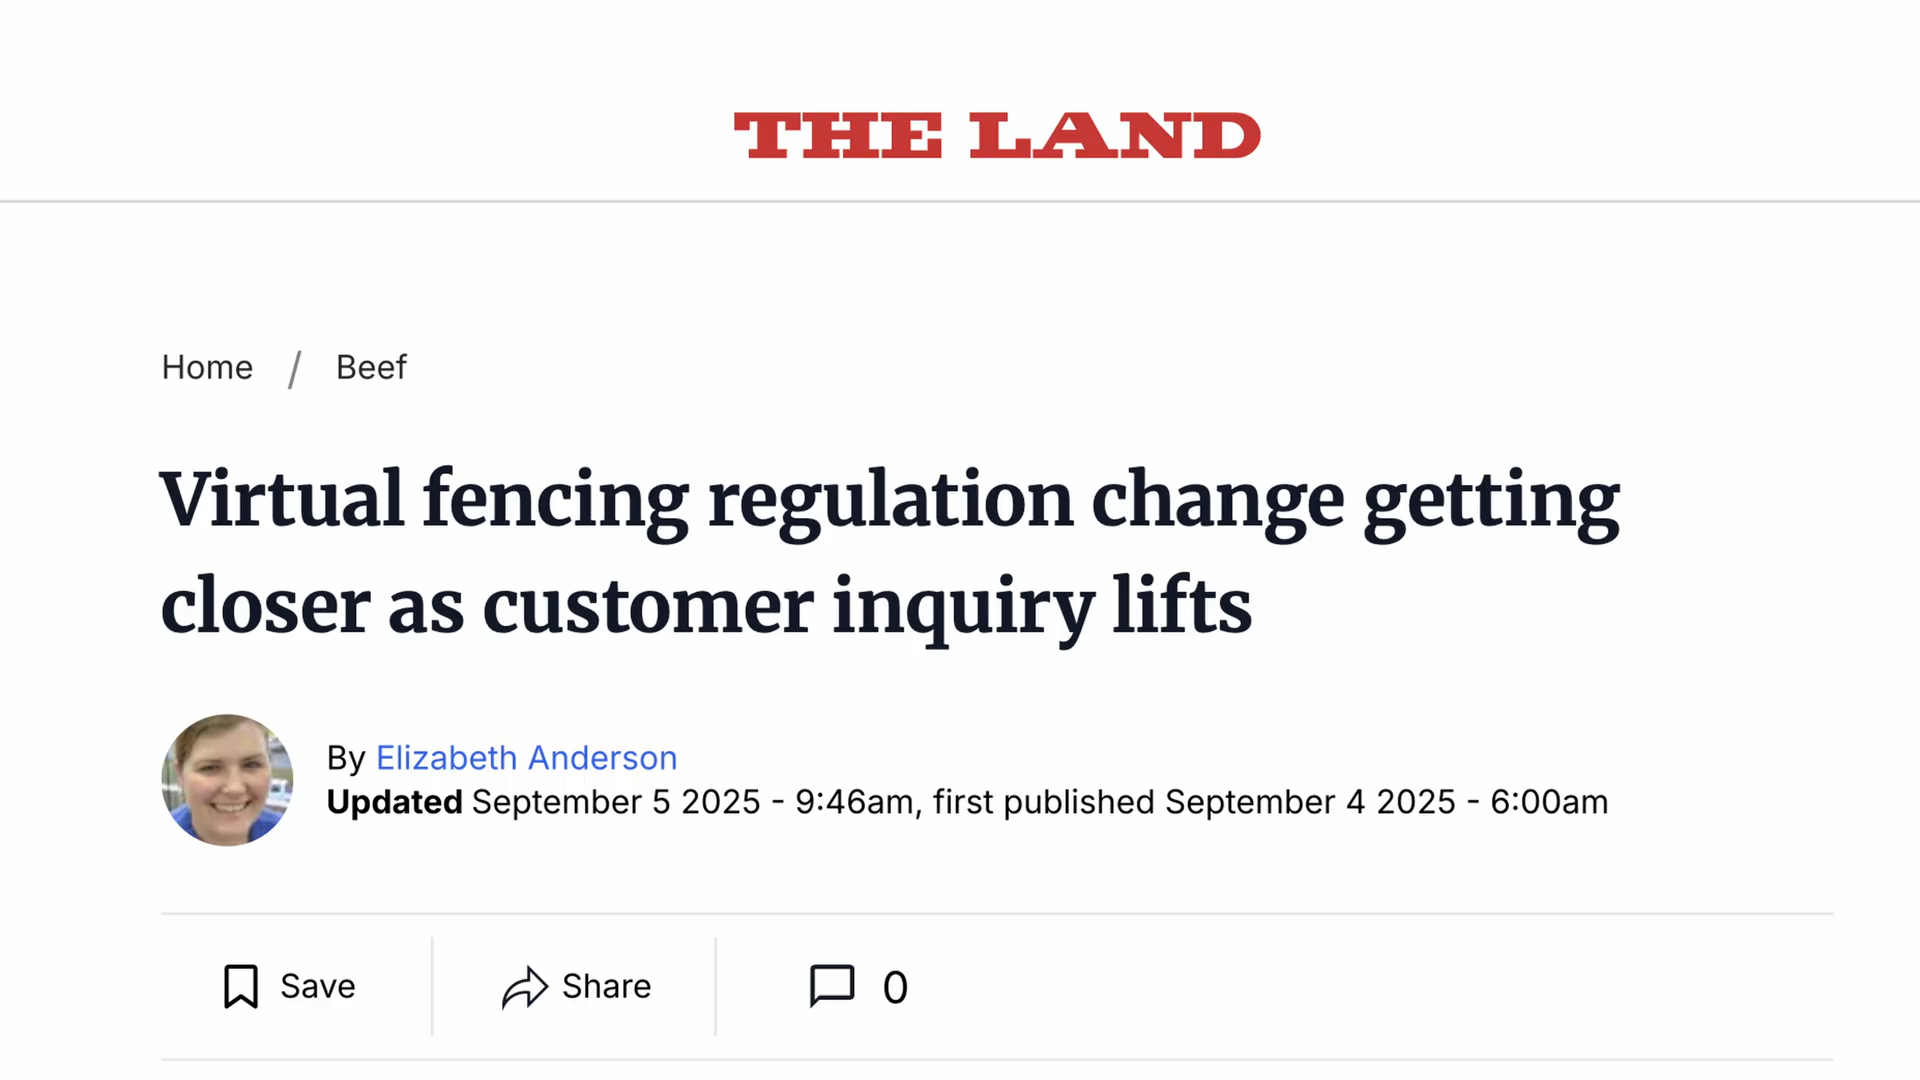 THE LAND
Home / Beef
Virtual fencing regulation change getting
closer as customer inquiry lifts
By Elizabeth Anderson
Updated September 5 2025 - 9:46am, first published September 4 2025 - 6:00am
Save Share 0